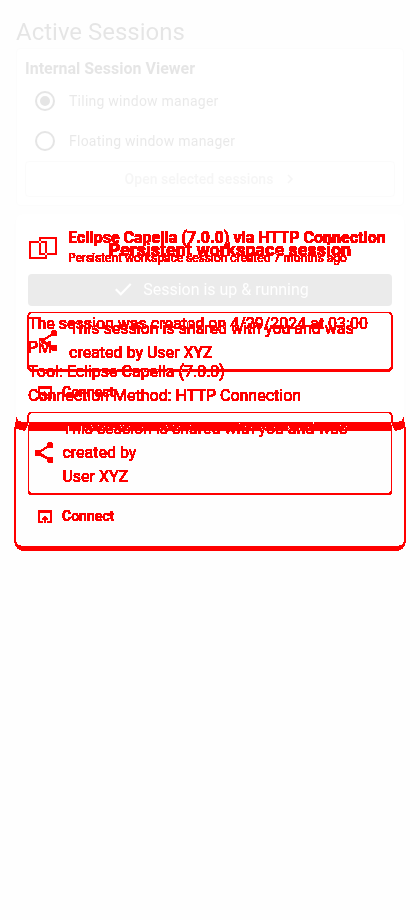 Active Sessions
Internal Session Viewer
Tiling window manager
Floating window manager
Open selected sessions
Eclipse Capella (7.0.0) via HTTP Connection
Persistent workspace session
Persistent workspace session created 7 months ago
Session is up & running
The session was created on 4/29/2024 at 03:00
This session is shared with you and was
PM
created by User XYZ
Tool: Eclipse Capella (7.0.0)
Connect
Connection Method: HTTP Connection
This session is shared with you and was
created by
User XYZ
Connect